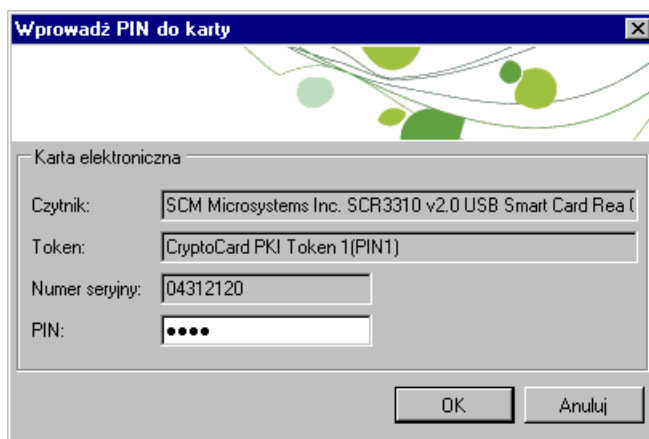 Wprowadź PIN do karty
Karta elektroniczna
Czytnik: SCM Microsystems Inc. SCR3310 v2.0 USB Smart Card Rea
Token: CryptoCard PKI Token 1(PIN1)
Numer seryjny: 04312120
PIN: ●●●●
OK Anuluj